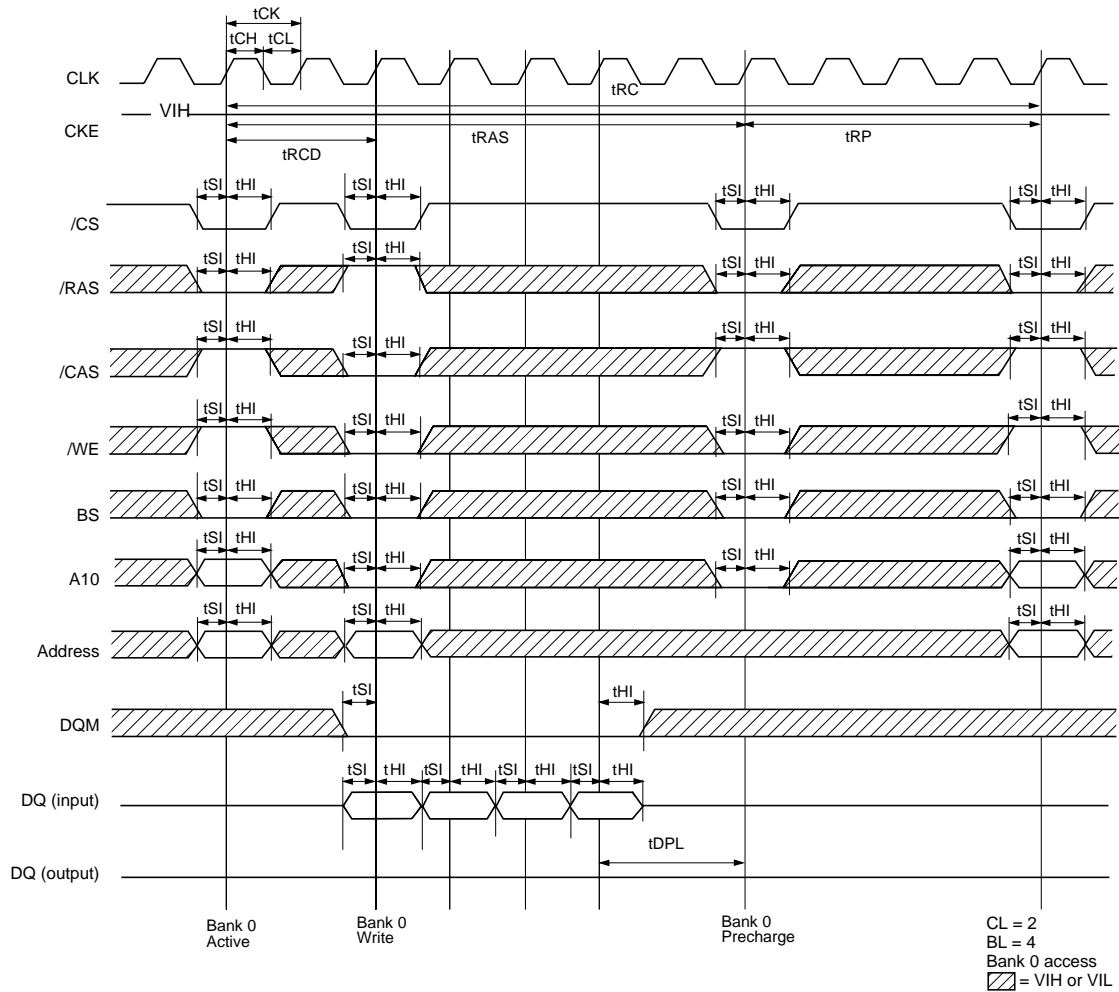 tCK
tCH tCL
CLK
tRC
VIH
CKE
tRAS tRP
tRCD
tSI tHI tSI tHI tSI tHI tSI tHI
/CS
tSI tHI
/RAS
tSI tHI tSI tHI tSI tHI
tSI tHI tSI tHI tSI tHI tSI tHI
/CAS
tSI tHI tSI tHI tSI tHI tSI tHI
/WE
tSI tHI tSI tHI tSI tHI tSI tHI
BS
tSI tHI tSI tHI tSI tHI tSI tHI
A10
tSI tHI tSI tHI tSI tHI
Address
tSI tHI
DQM
tSI tHI tSI tHI tSI tHI tSI tHI
DQ (input)
tDPL
DQ (output)
Bank 0
Active
Bank 0
Write
Bank 0
Precharge
CL = 2
BL = 4
Bank 0 access
= VIH or VIL